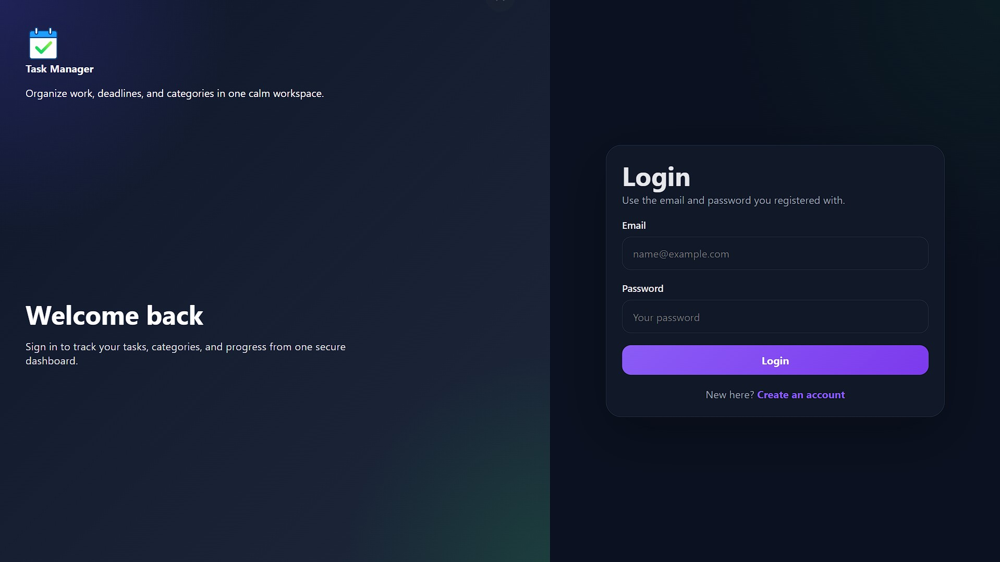 Task Manager
Organize work, deadlines, and categories in one calm workspace.
Welcome back
Sign in to track your tasks, categories, and progress from one secure
dashboard.
Login
Use the email and password you registered with.
Email
name@example.com
Password
Your password
Login
New here? Create an account